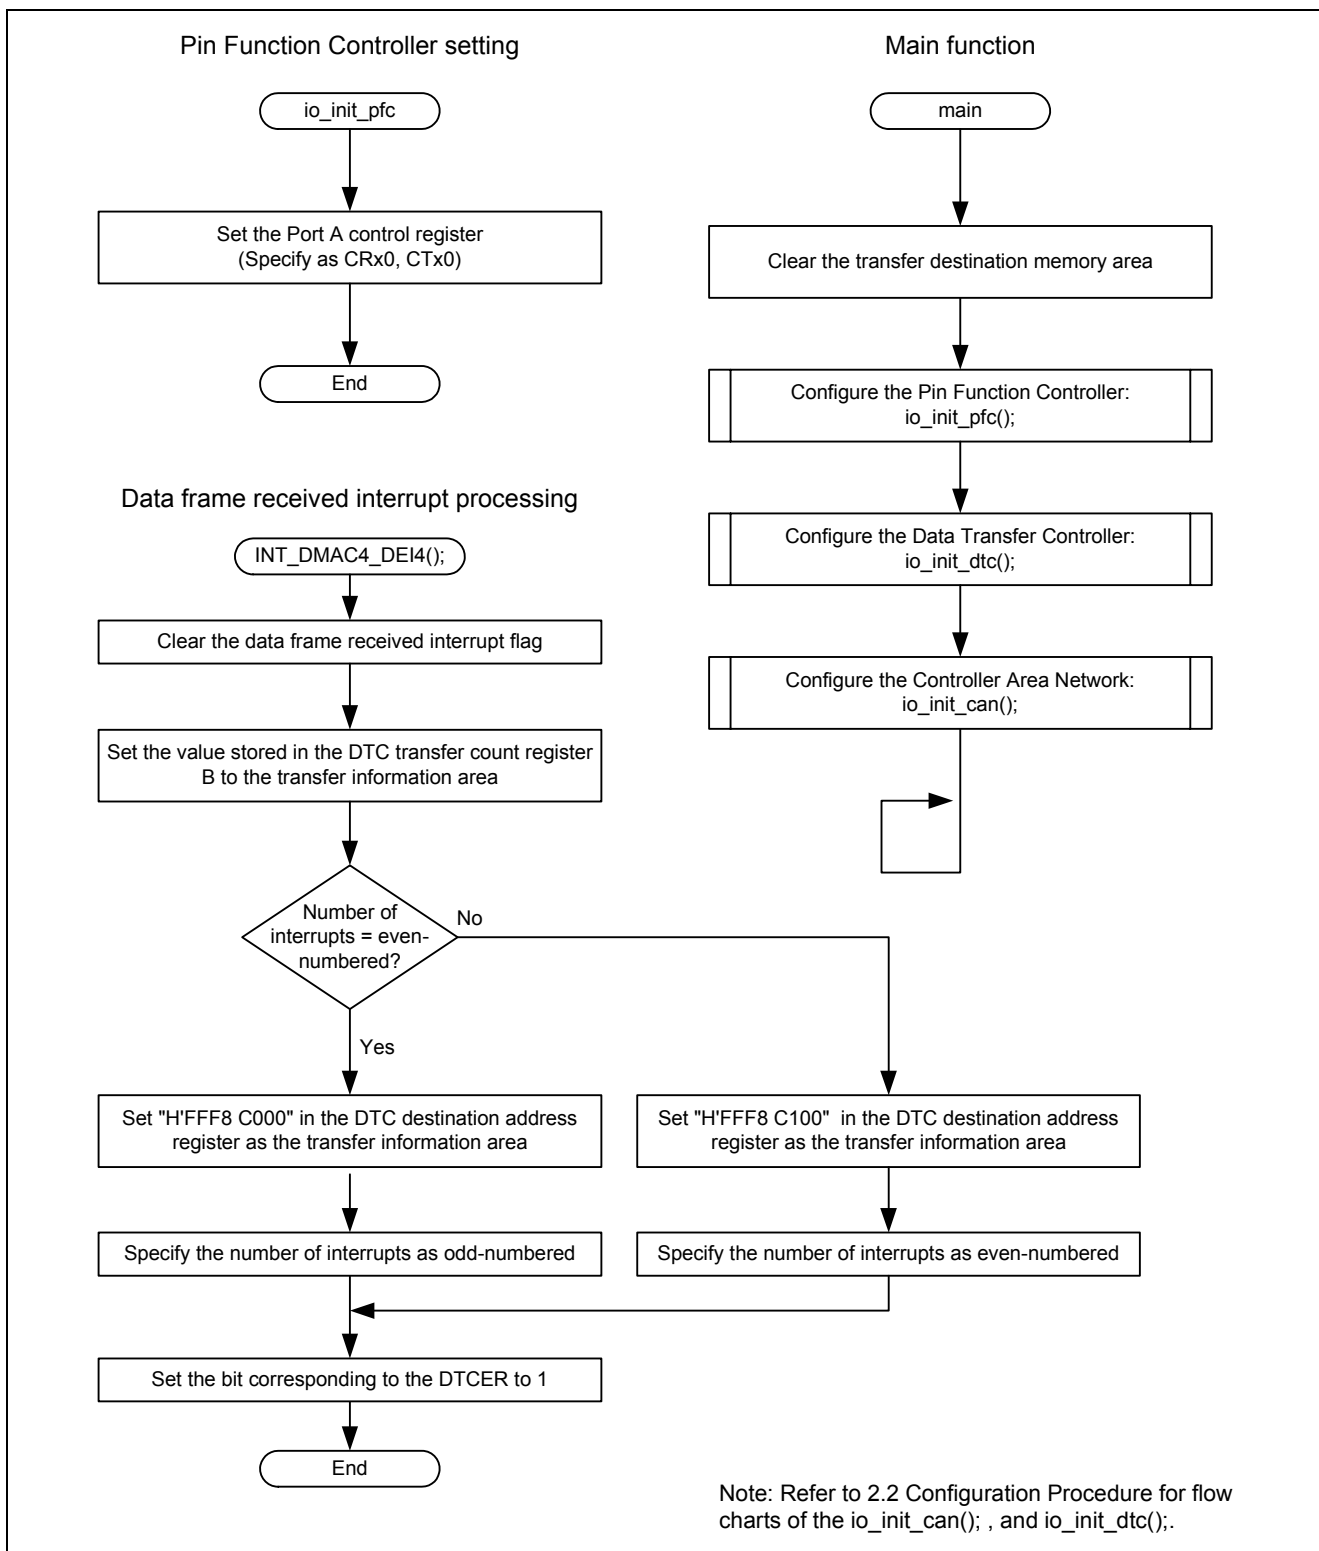 Pin Function Controller setting
io_init_pfc
Set the Port A control register
(Specify as CRx0, CTx0)
End
Main function
main
Clear the transfer destination memory area
Configure the Pin Function Controller:
io_init_pfc();
Configure the Data Transfer Controller:
io_init_dtc();
Configure the Controller Area Network:
io_init_can();
Data frame received interrupt processing
INT_DMAC4_DEI4();
Clear the data frame received interrupt flag
Set the value stored in the DTC transfer count register
B to the transfer information area
Number of
interrupts = even-
numbered?
No
Yes
Set "H'FFF8 C000" in the DTC destination address
register as the transfer information area
Set "H'FFF8 C100"  in the DTC destination address
register as the transfer information area
Specify the number of interrupts as odd-numbered
Specify the number of interrupts as even-numbered
Set the bit corresponding to the DTCER to 1
End
Note: Refer to 2.2 Configuration Procedure for flow
charts of the io_init_can(); , and io_init_dtc();.